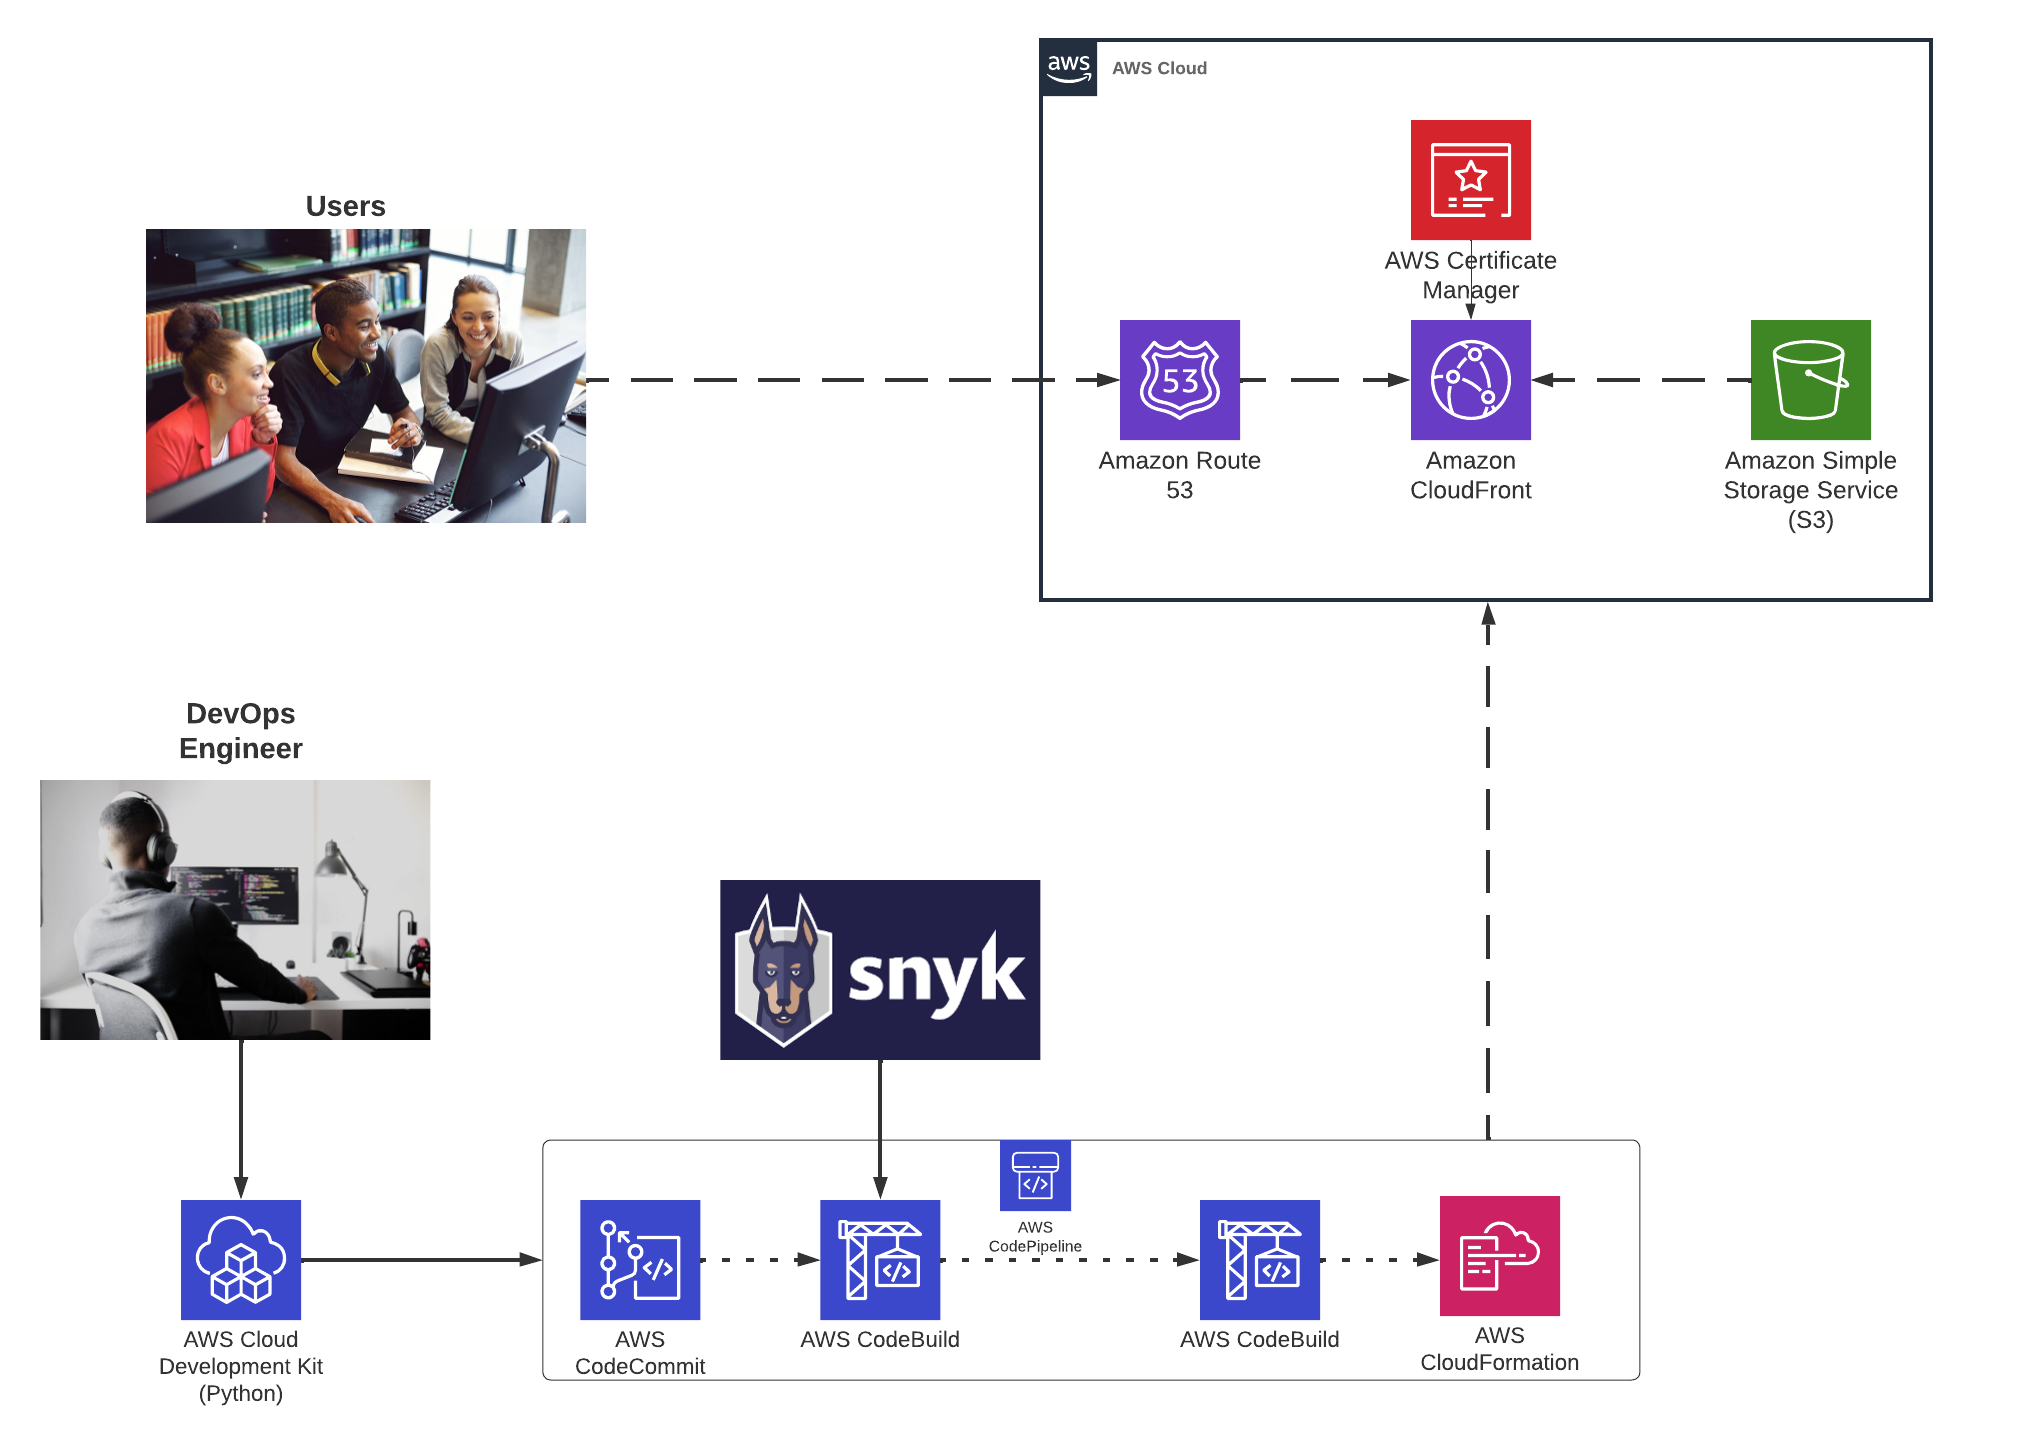 aws
AWS Cloud
AWS Certificate
Manager
Users
53
Amazon Route
53
Amazon
CloudFront
Amazon Simple
Storage Service
(S3)
DevOps
Engineer
snyk
</>
AWS
CodePipeline
</>
</>
</>
AWS Cloud
Development Kit
(Python)
AWS
CodeCommit
AWS CodeBuild
AWS CodeBuild
AWS
CloudFormation